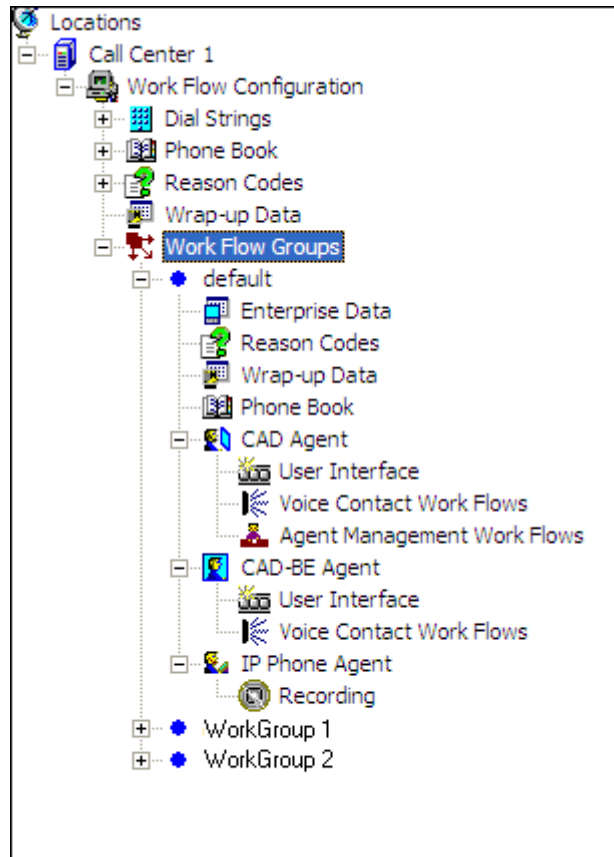 Locations
Call Center 1
Work Flow Configuration
Dial Strings
Phone Book
Reason Codes
Wrap-up Data
Work Flow Groups
default
Enterprise Data
Reason Codes
Wrap-up Data
Phone Book
CAD Agent
User Interface
Voice Contact Work Flows
Agent Management Work Flows
CAD-BE Agent
User Interface
Voice Contact Work Flows
IP Phone Agent
Recording
WorkGroup 1
WorkGroup 2